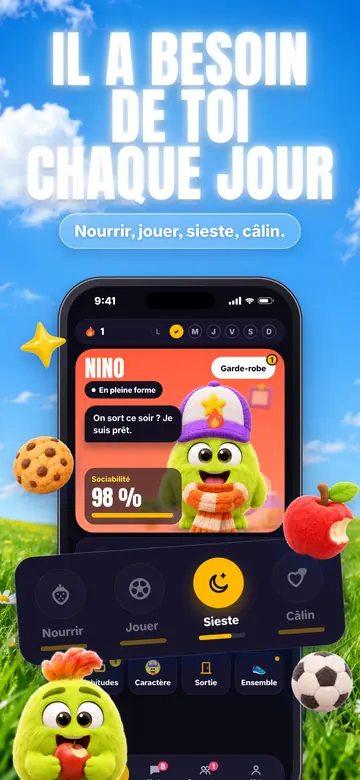 IL A BESOIN
DE TOI
CHAQUE JOUR
Nourrir, jouer, sieste, câlin.
9:41
1
L M J V S D
NINO
Garde-robe
1
En pleine forme
On sort ce soir ? Je
suis prêt.
Sociabilité
98 %
Nourrir
Jouer
Sieste
Câlin
Caractère
Sortie
Ensemble
8
1